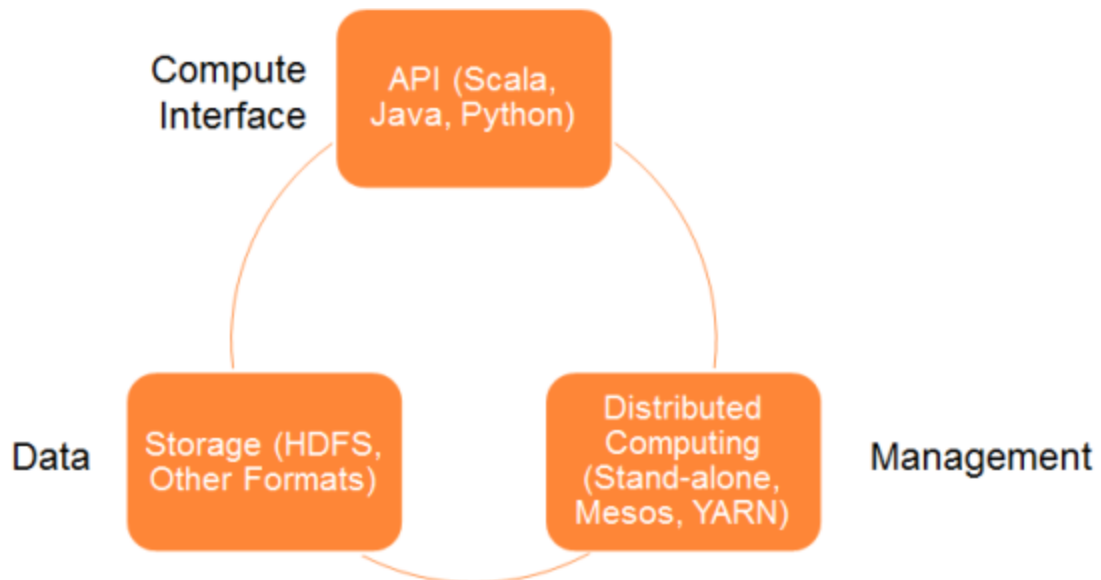 Compute
Interface
API (Scala,
Java, Python)
Data
Storage (HDFS,
Other Formats)
Distributed
Computing
(Stand-alone,
Mesos, YARN)
Management